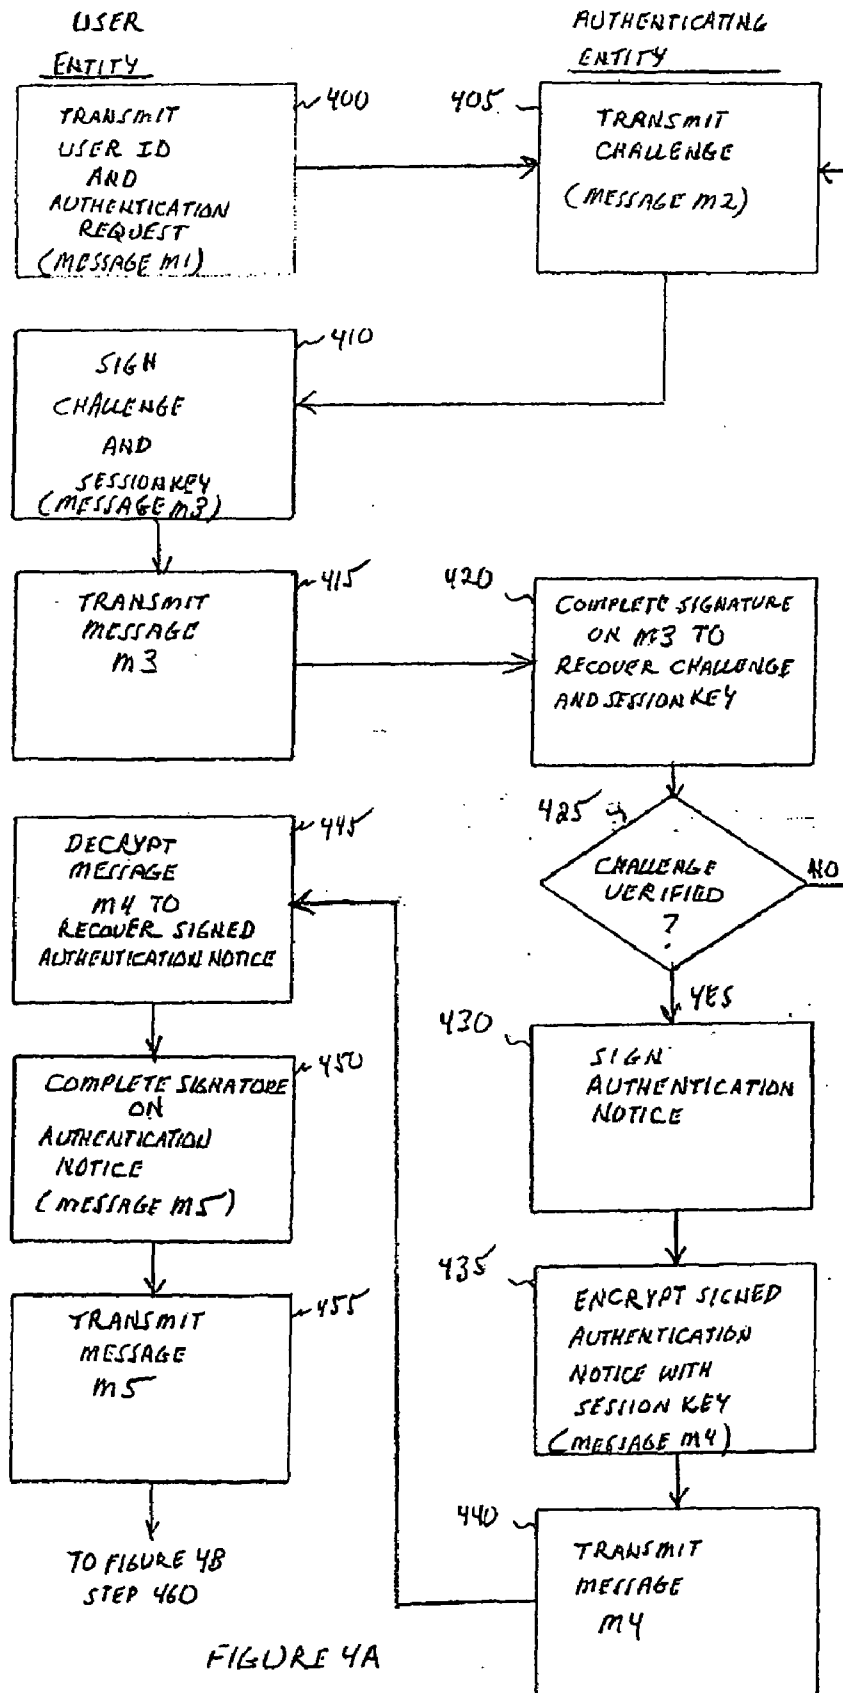 USER
ENTITY
AUTHENTICATING
ENTITY
400
TRANSMIT
USER ID
AND
AUTHENTICATION
REQUEST
(MESSAGE m1)
405
TRANSMIT
CHALLENGE
(MESSAGE m2)
410
SIGN
CHALLENGE
AND
SESSION KEY
(MESSAGE m3)
415
TRANSMIT
MESSAGE
m3
420
COMPLETE SIGNATURE
ON m3 TO
RECOVER CHALLENGE
AND SESSION KEY
425
CHALLENGE
VERIFIED
?
NO
YES
430
SIGN
AUTHENTICATION
NOTICE
435
ENCRYPT SIGNED
AUTHENTICATION
NOTICE WITH
SESSION KEY
(MESSAGE m4)
440
TRANSMIT
MESSAGE
m4
445
DECRYPT
MESSAGE
m4 TO
RECOVER SIGNED
AUTHENTICATION NOTICE
450
COMPLETE SIGNATURE
ON
AUTHENTICATION
NOTICE
(MESSAGE m5)
455
TRANSMIT
MESSAGE
m5
TO FIGURE 4B
STEP 460
FIGURE 4A